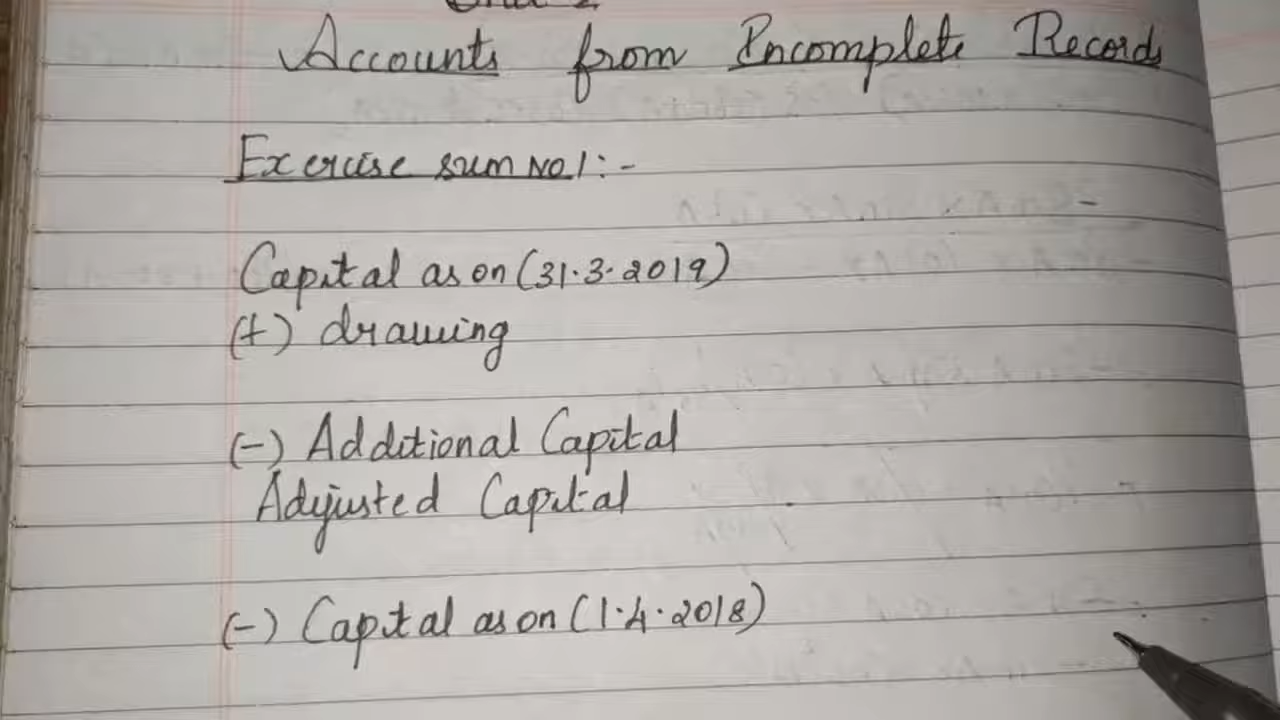 Accounts from Incomplete Records
Exercise sum No 1:-
Capital as on (31.3.2019)
(+) drawing
(-) Additional Capital
Adjusted Capital
(-) Capital as on (1.4.2018)